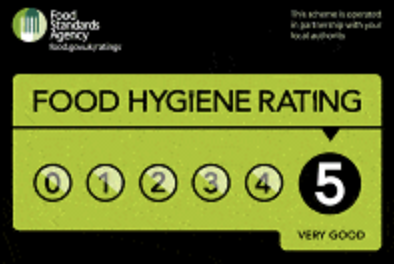 Food
Standards
Agency
food.gov.uk/ratings
This scheme is operated
in partnership with your
local authority
FOOD HYGIENE RATING
0 1 2 3 4 5
VERY GOOD